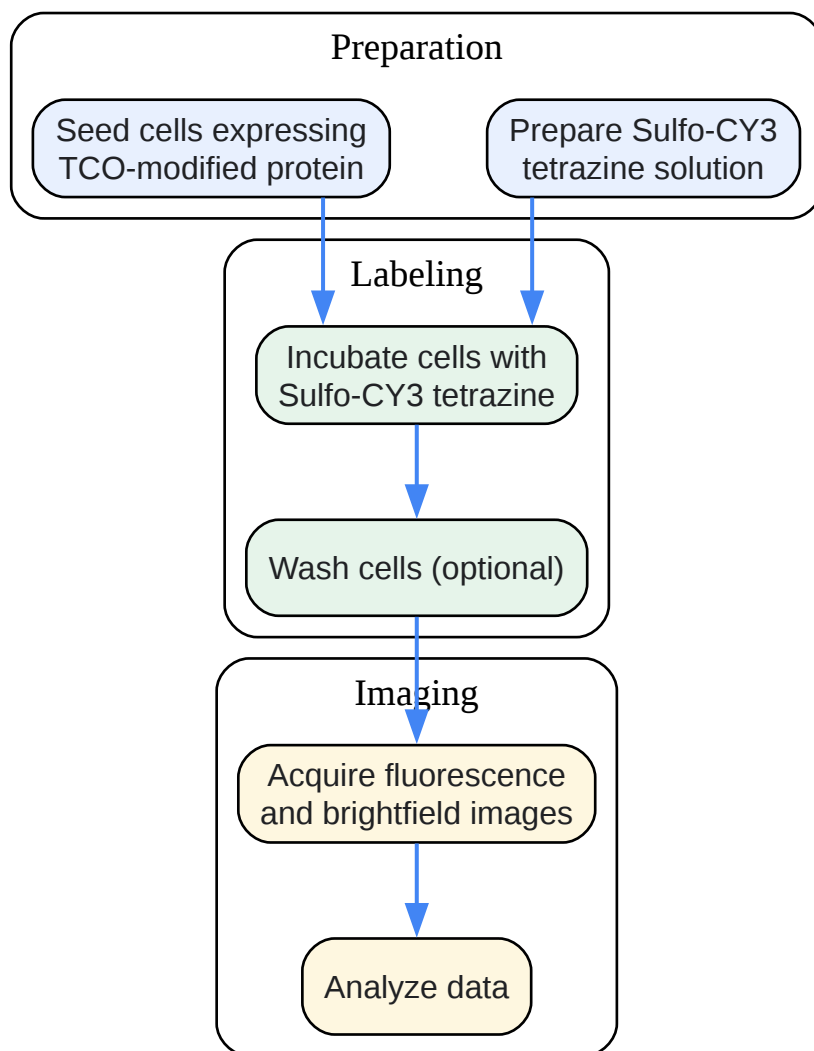 Preparation
Seed cells expressing
TCO-modified protein
Prepare Sulfo-CY3
tetrazine solution
Labeling
Incubate cells with
Sulfo-CY3 tetrazine
Wash cells (optional)
Imaging
Acquire fluorescence
and brightfield images
Analyze data